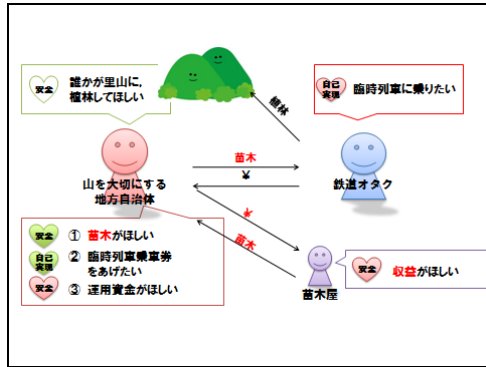 安全
誰かが里山に,
植林してほしい
自己
実現
臨時列車に乗りたい
植林
苗木
¥
山を大切にする
地方自治体
鉄道オタク
¥
苗木
安全
① 苗木がほしい
自己
実現
② 臨時列車乗車券
をあげたい
安全
③ 運用資金がほしい
安全
収益がほしい
苗木屋